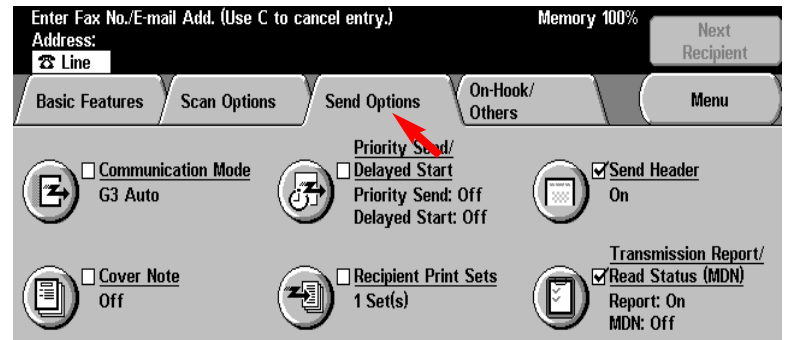 Enter Fax No./E-mail Add. (Use C to cancel entry.)
Memory 100%
Next
Recipient
Address:
Line
Basic Features
Scan Options
Send Options
On-Hook/
Others
Menu
Communication Mode
G3 Auto
Priority Send/
Delayed Start
Priority Send: Off
Delayed Start: Off
Send Header
On
Cover Note
Off
Recipient Print Sets
1 Set(s)
Transmission Report/
Read Status (MDN)
Report: On
MDN: Off